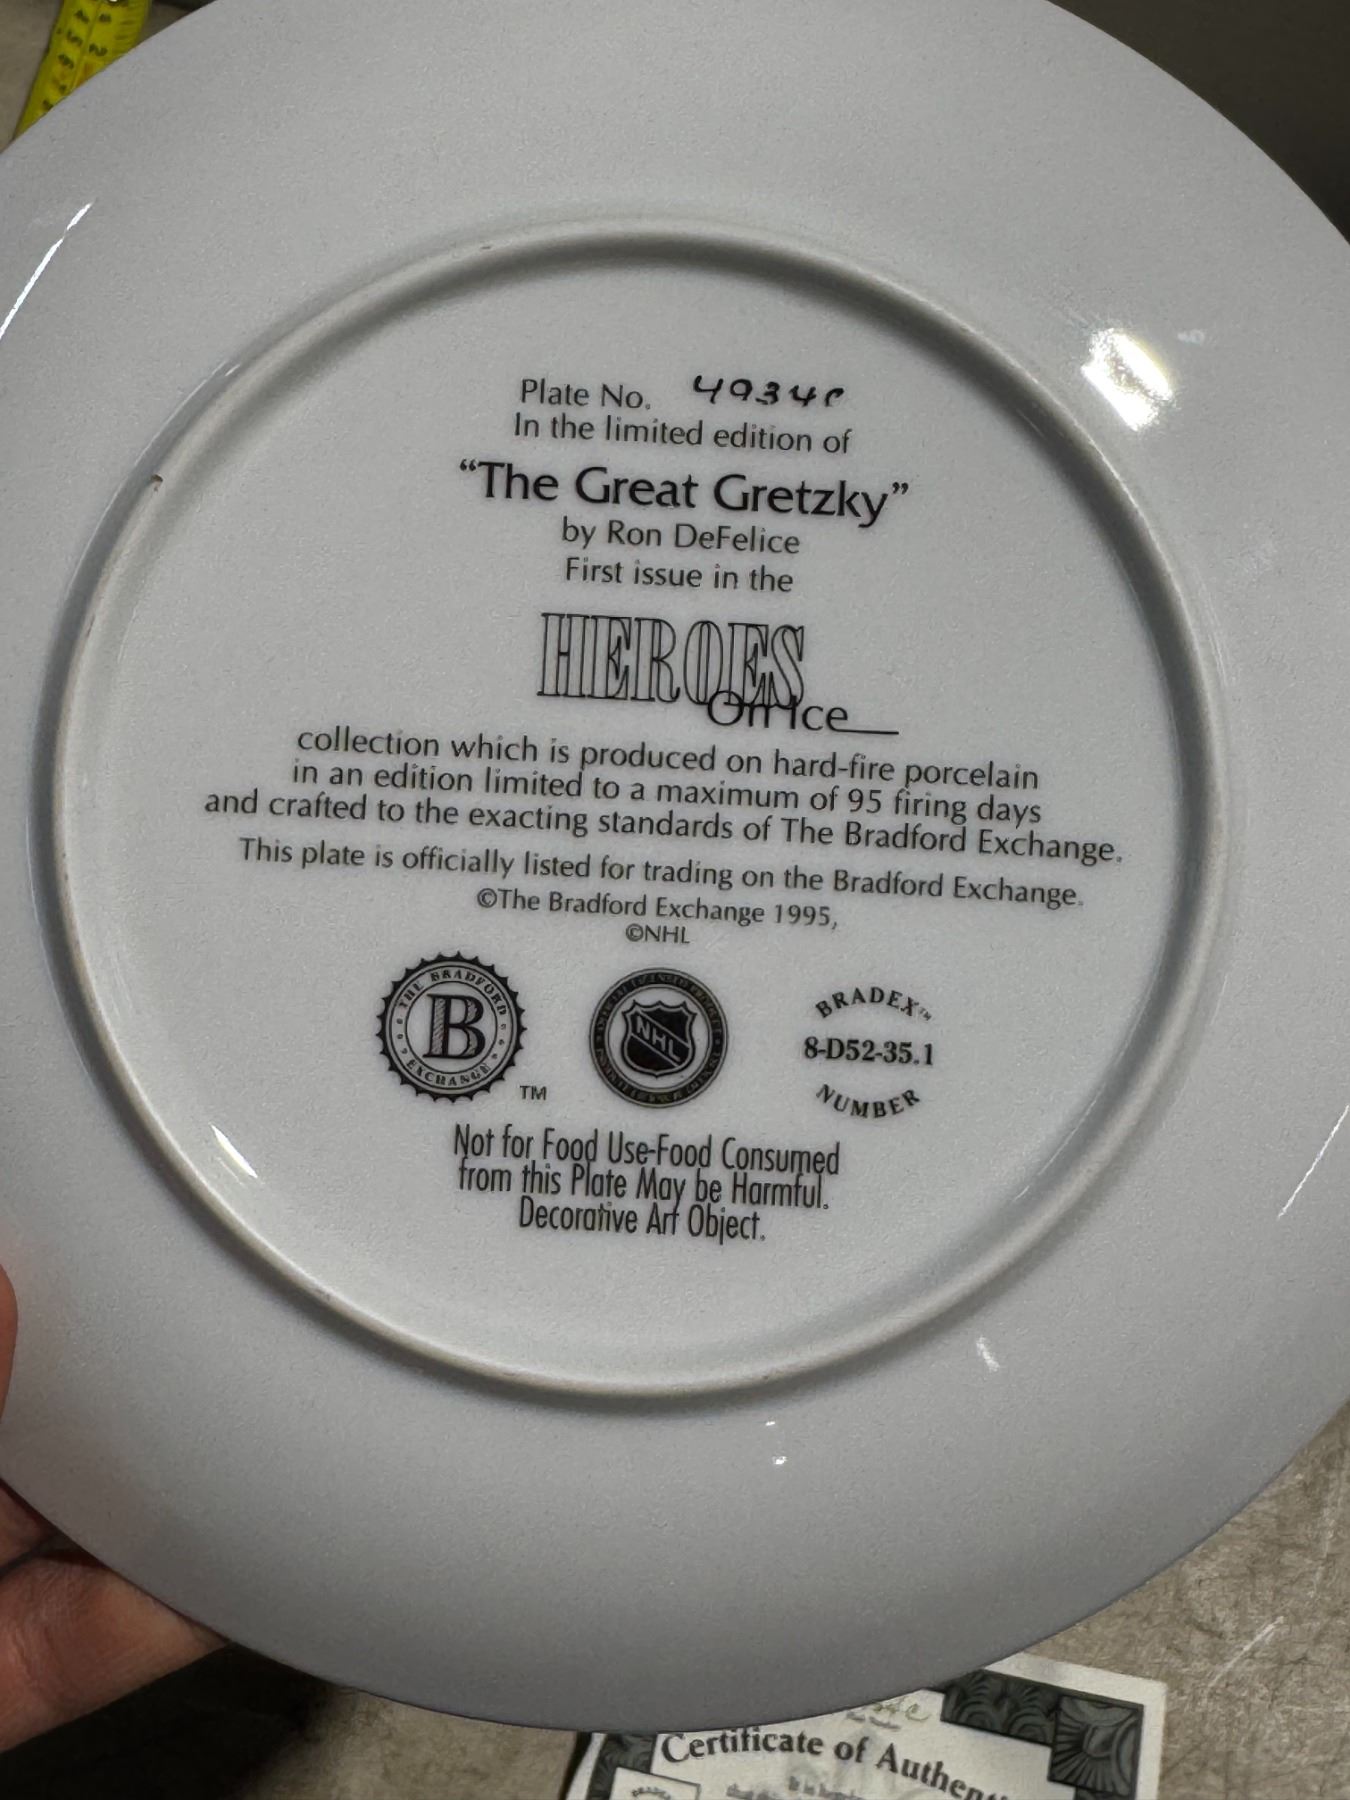 Plate No. 4934C
In the limited edition of
“The Great Gretzky”
by Ron DeFelice
First issue in the
HEROES
On Ice
collection which is produced on hard-fire porcelain
in an edition limited to a maximum of 95 firing days
and crafted to the exacting standards of The Bradford Exchange.
This plate is officially listed for trading on the Bradford Exchange.
©The Bradford Exchange 1995,
©NHL
THE BRADFORD
B
EXCHANGE
TM
NHL
BRADEX™
8-D52-35.1
NUMBER
Not for Food Use-Food Consumed
from this Plate May be Harmful.
Decorative Art Object.
Certificate of